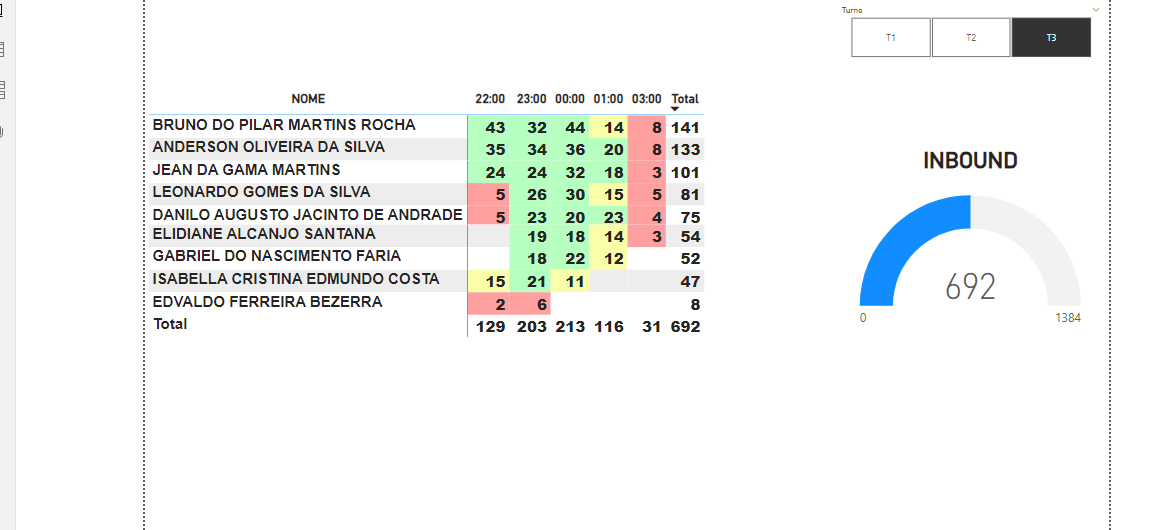 Turno
T1 T2 T3
NOME 22:00 23:00 00:00 01:00 03:00 Total
BRUNO DO PILAR MARTINS ROCHA 43 32 44 14 8 141
ANDERSON OLIVEIRA DA SILVA 35 34 36 20 8 133
JEAN DA GAMA MARTINS 24 24 32 18 3 101
LEONARDO GOMES DA SILVA 5 26 30 15 5 81
DANILO AUGUSTO JACINTO DE ANDRADE 5 23 20 23 4 75
ELIDIANE ALCANJO SANTANA 19 18 14 3 54
GABRIEL DO NASCIMENTO FARIA 18 22 12 52
ISABELLA CRISTINA EDMUNDO COSTA 15 21 11 47
EDVALDO FERREIRA BEZERRA 2 6 8
Total 129 203 213 116 31 692
INBOUND
692
0 1384